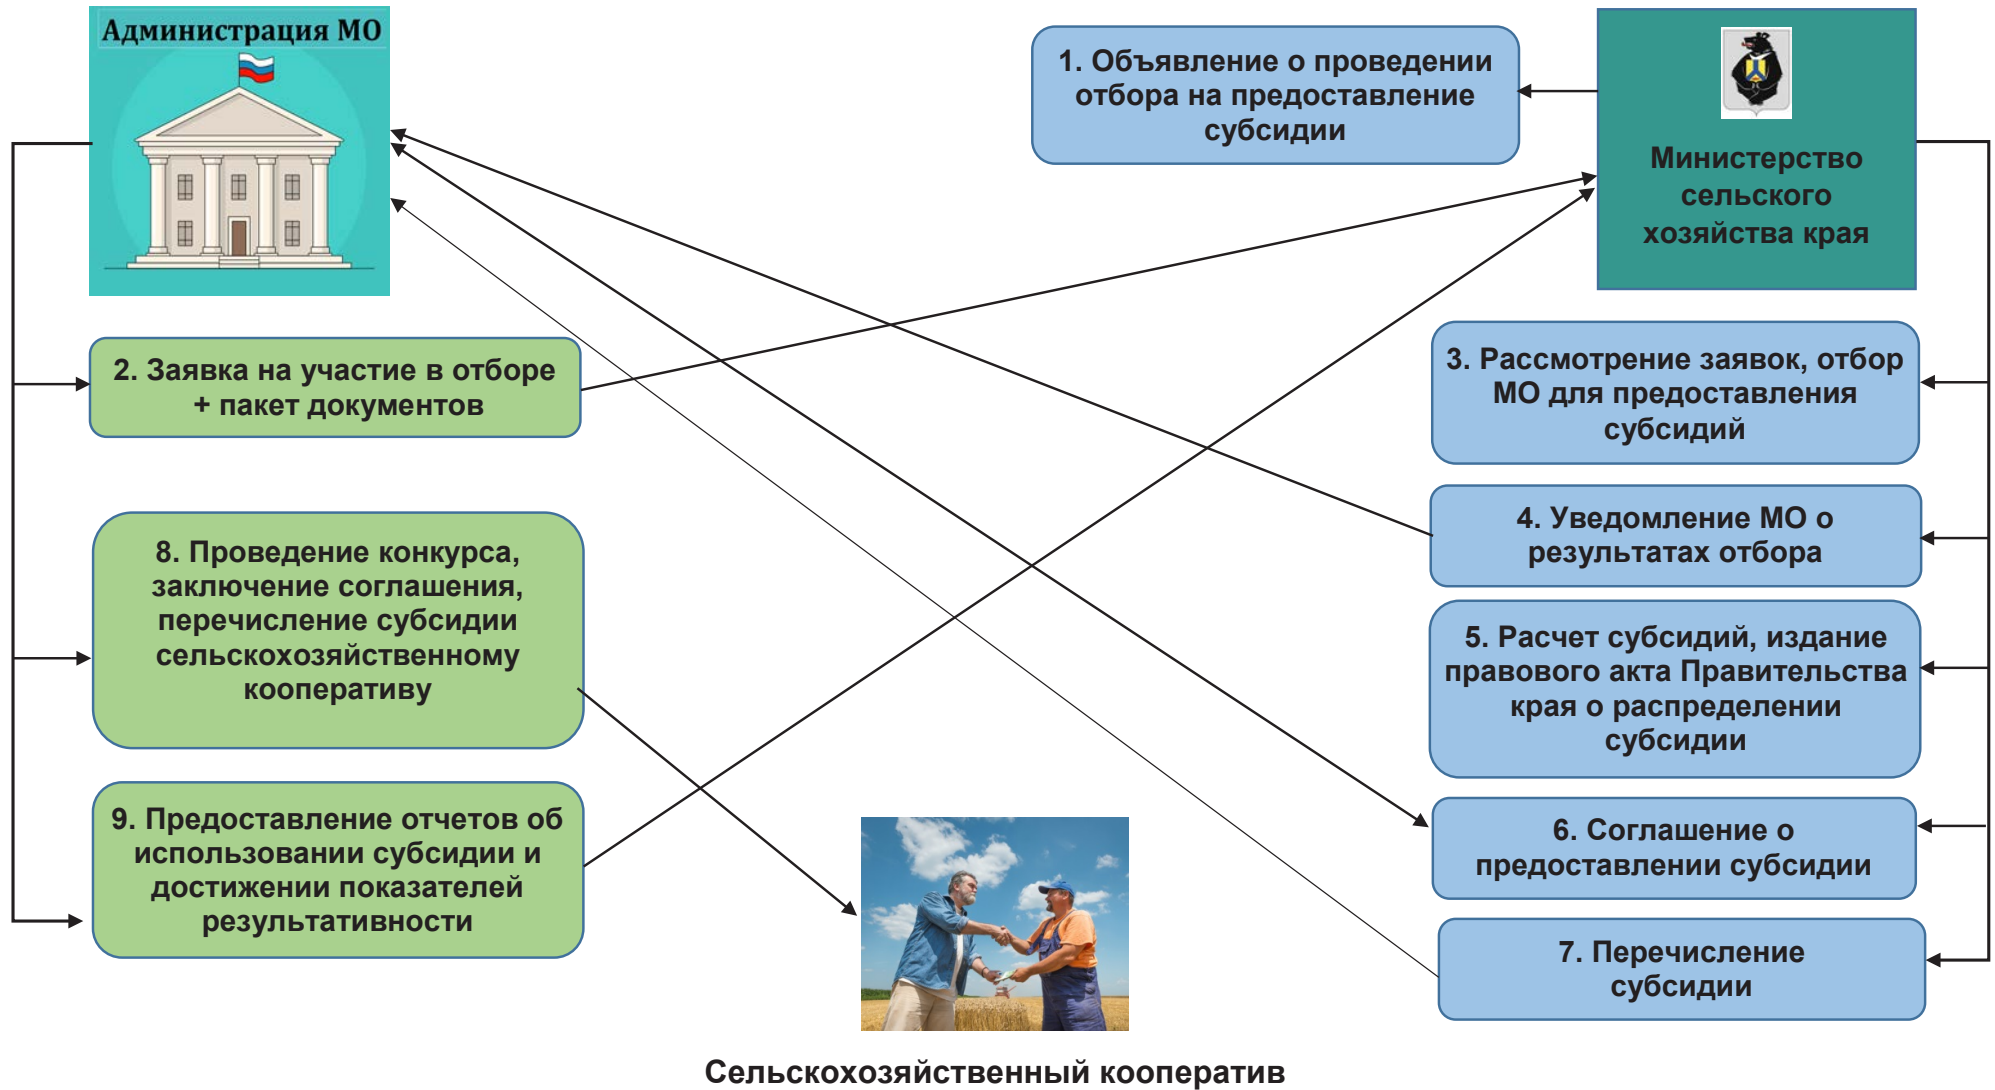 Администрация МО
1. Объявление о проведении
отбора на предоставление
субсидии
Министерство
сельского
хозяйства края
2. Заявка на участие в отборе
+ пакет документов
3. Рассмотрение заявок, отбор
МО для предоставления
субсидий
4. Уведомление МО о
результатах отбора
8. Проведение конкурса,
заключение соглашения,
перечисление субсидии
сельскохозяйственному
кооперативу
5. Расчет субсидий, издание
правового акта Правительства
края о распределении
субсидии
9. Предоставление отчетов об
использовании субсидии и
достижении показателей
результативности
6. Соглашение о
предоставлении субсидии
7. Перечисление
субсидии
Сельскохозяйственный кооператив